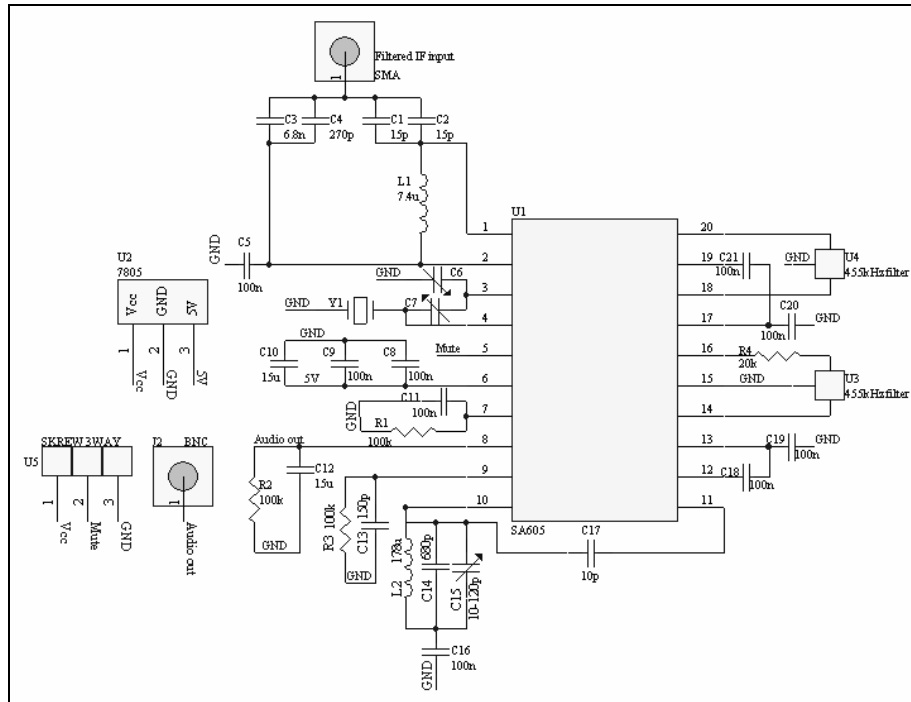 Filtered IF input
1
SMA
C3
C4
C1
C2
6.8n
270p
15p
15p
L1
7.4u
U1
1
20
GND
C5
U4
2
19
C21
GND
100n
100n
455kHzfilter
C6
GND
U2
7805
3
18
Vcc
GND
5V
C20
GND
Y1
C7
4
17
GND
100n
GND
Mute
5
16
R4
20k
C10
C9
C8
15u
5V
100n
100n
6
15
GND
U3
1
2
3
455kHzfilter
Vcc
GND
5V
C11
100n
GND
7
14
R1
100k
SKREW3WAY
J2
BNC
Audio out
8
13
C19
GND
100n
U5
C12
15u
9
12
C18
100n
R2
100k
150p
R3
100k
C13
10
11
1
2
3
1
Vcc
Mute
GND
Audio out
GND
SA605
C17
10p
178u
680p
GND
L2
C14
C15
10-120p
C16
100n
GND